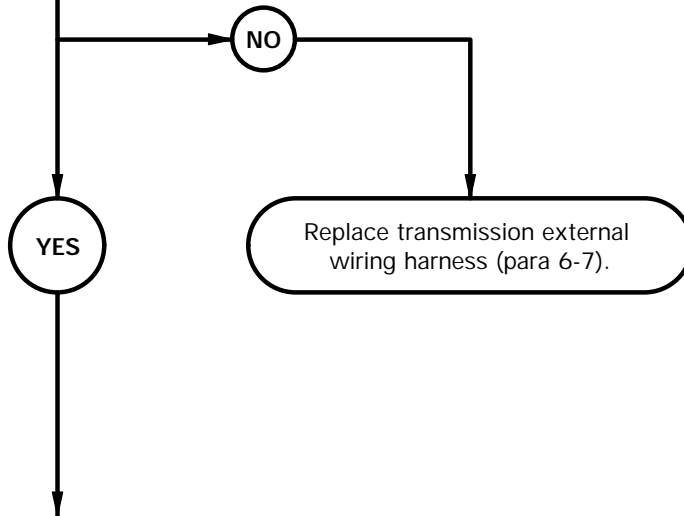 NO
YES
Replace transmission external
wiring harness (para 6-7).